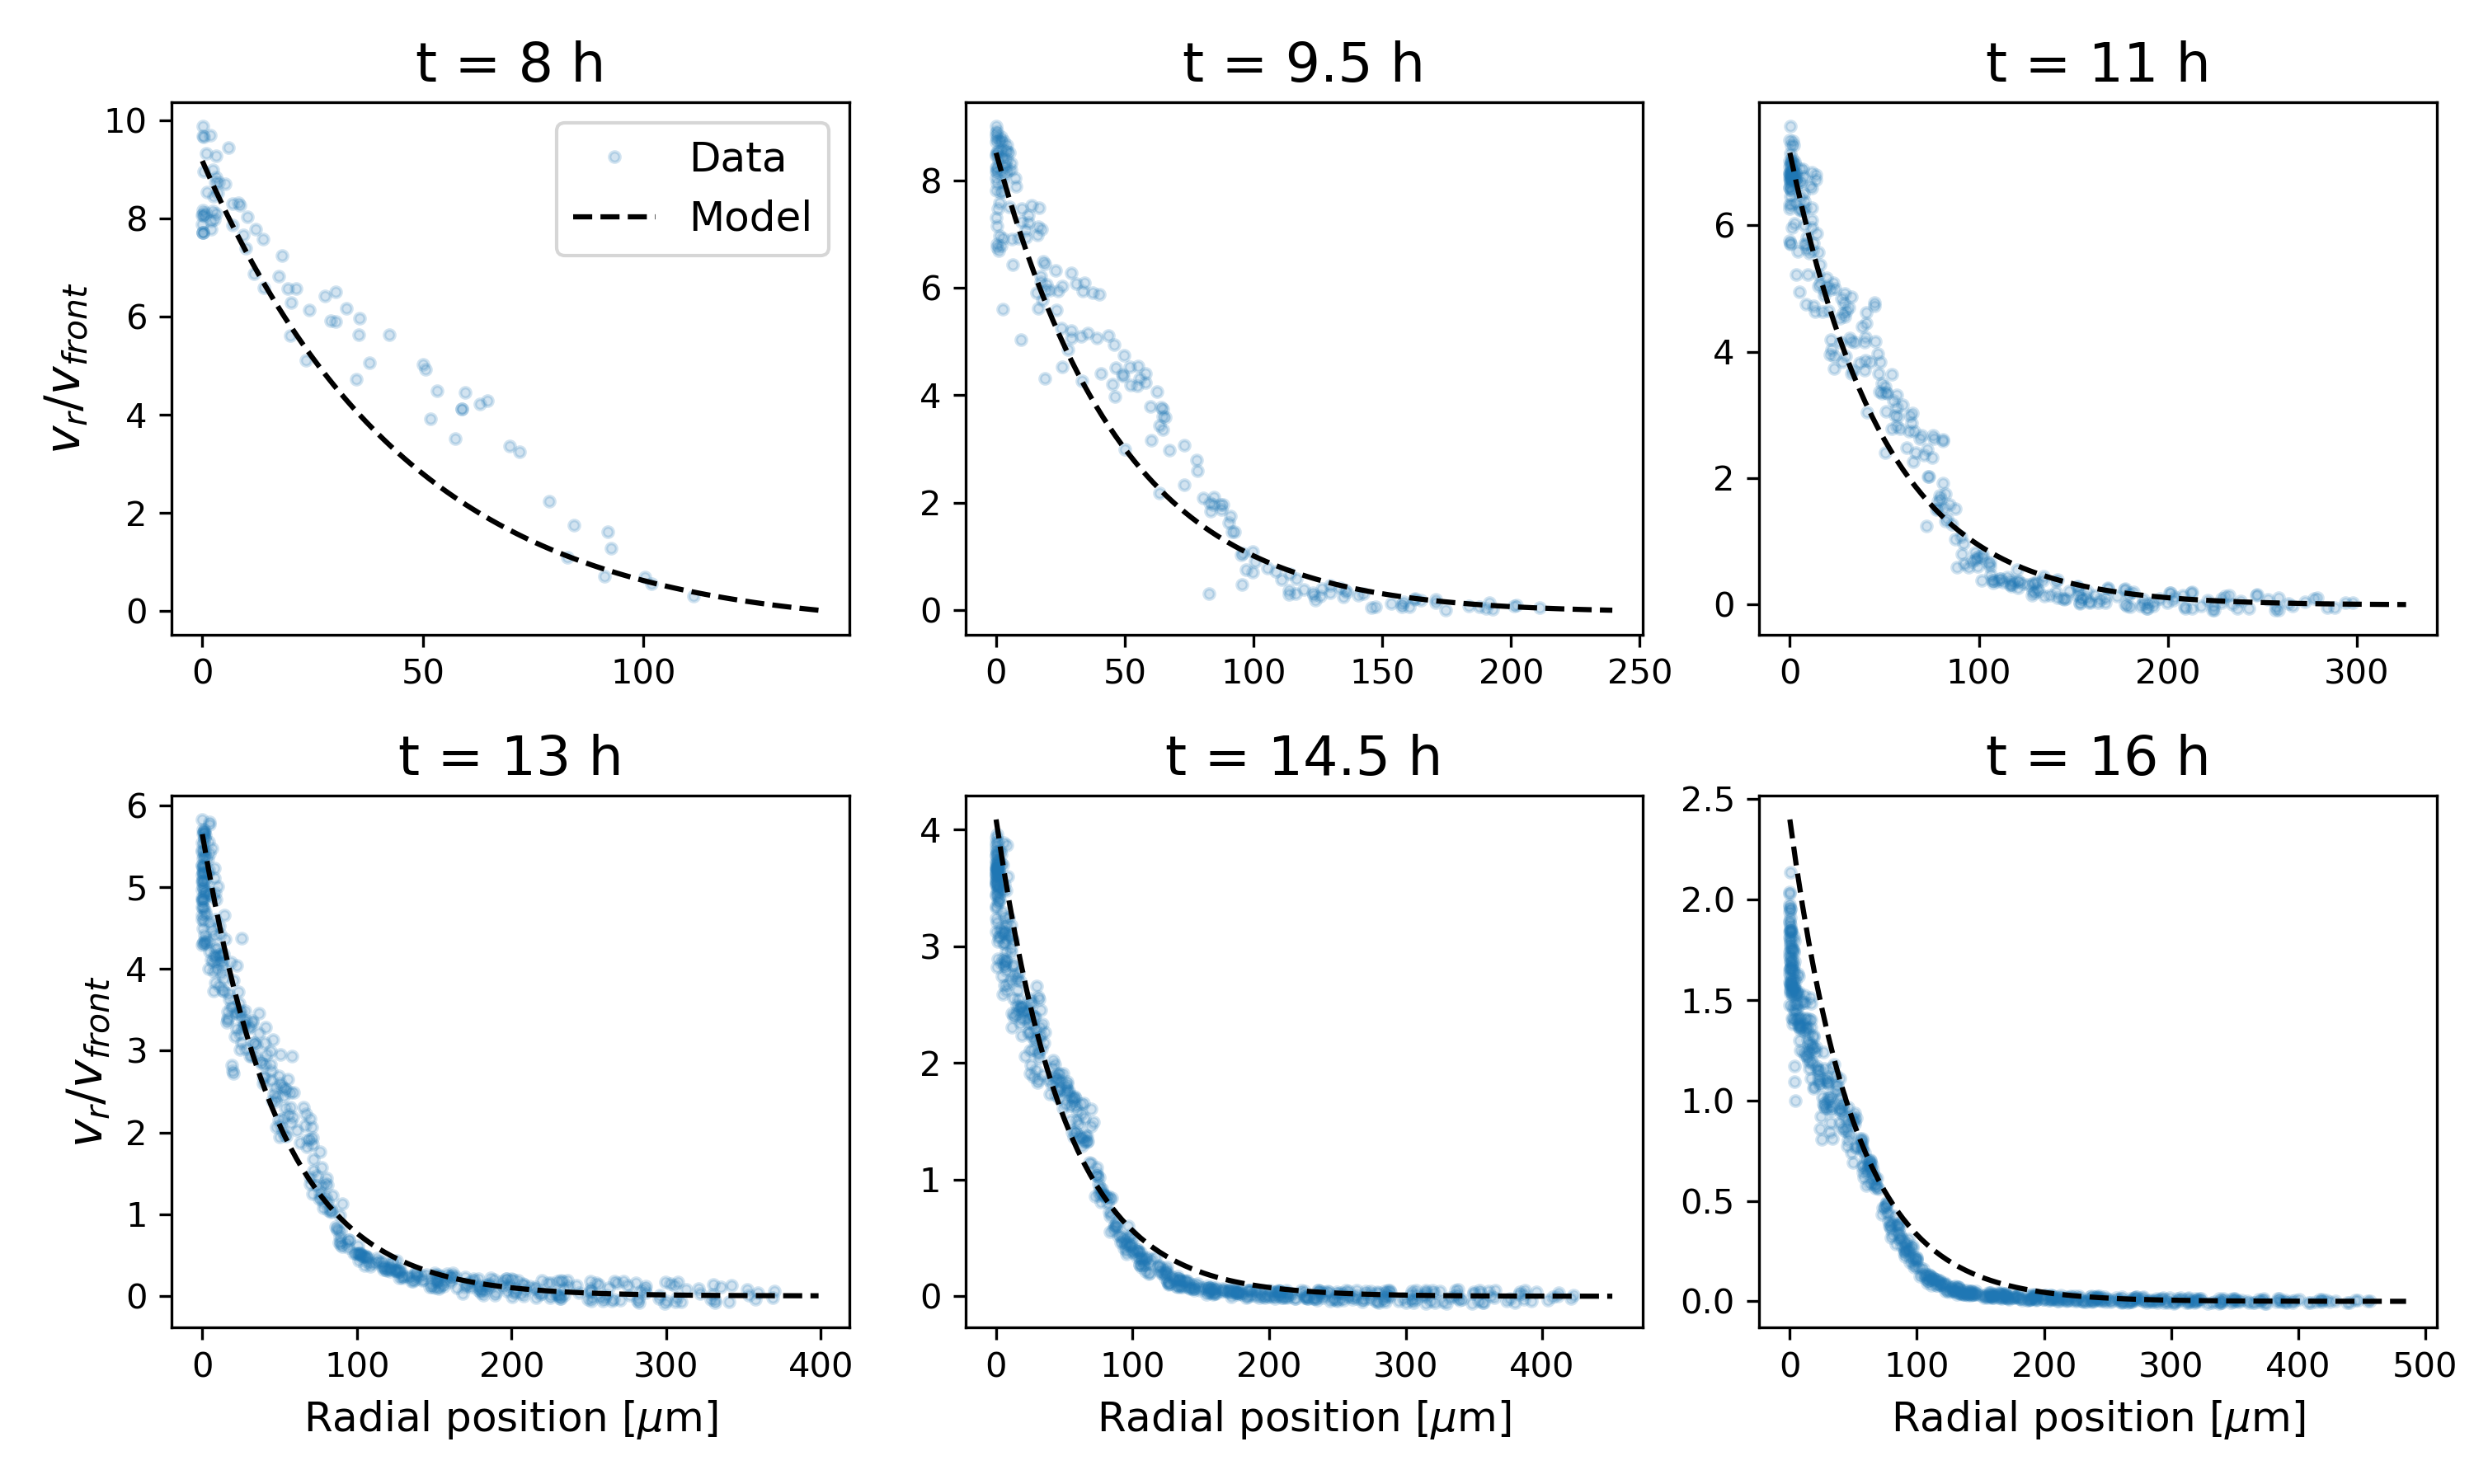 t = 8 h
10
8
6
4
2
0
0 50 100
v_r/v_front
Data
Model
t = 9.5 h
8
6
4
2
0
0 50 100 150 200 250
t = 11 h
6
4
2
0
0 100 200 300
t = 13 h
6
5
4
3
2
1
0
0 100 200 300 400
v_r/v_front
Radial position [μm]
t = 14.5 h
4
3
2
1
0
0 100 200 300 400
Radial position [μm]
t = 16 h
2.5
2.0
1.5
1.0
0.5
0.0
0 100 200 300 400 500
Radial position [μm]